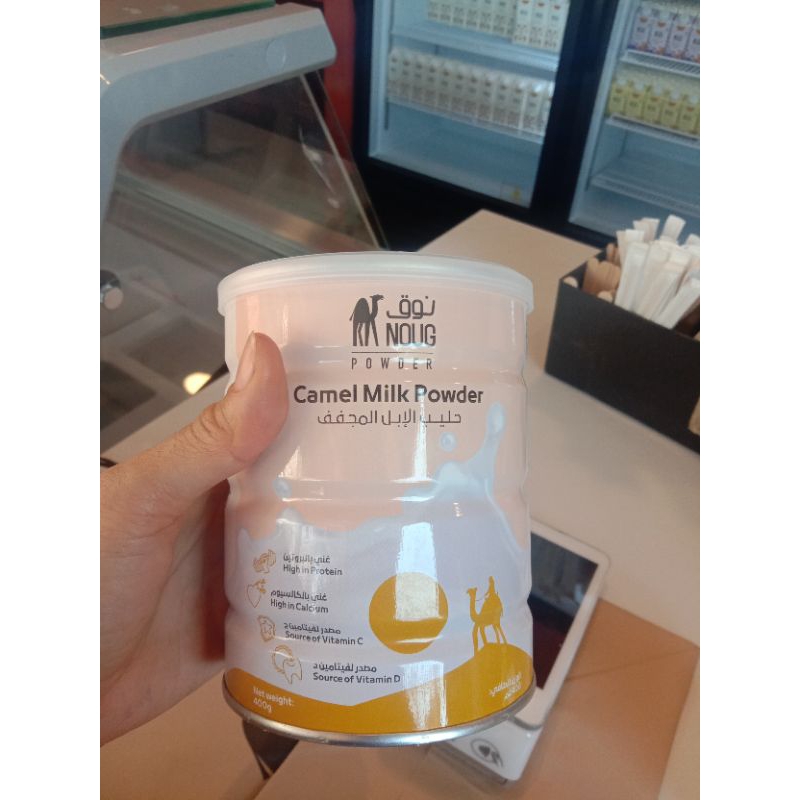 نوق
NOUG
POWDER
Camel Milk Powder
حليب الإبل المجفف
غني بالبروتين
High in Protein
غني بالكالسيوم
High in Calcium
مصدر لفيتامين ج
Source of Vitamin C
مصدر لفيتامين د
Source of Vitamin D
Net weight:
400g